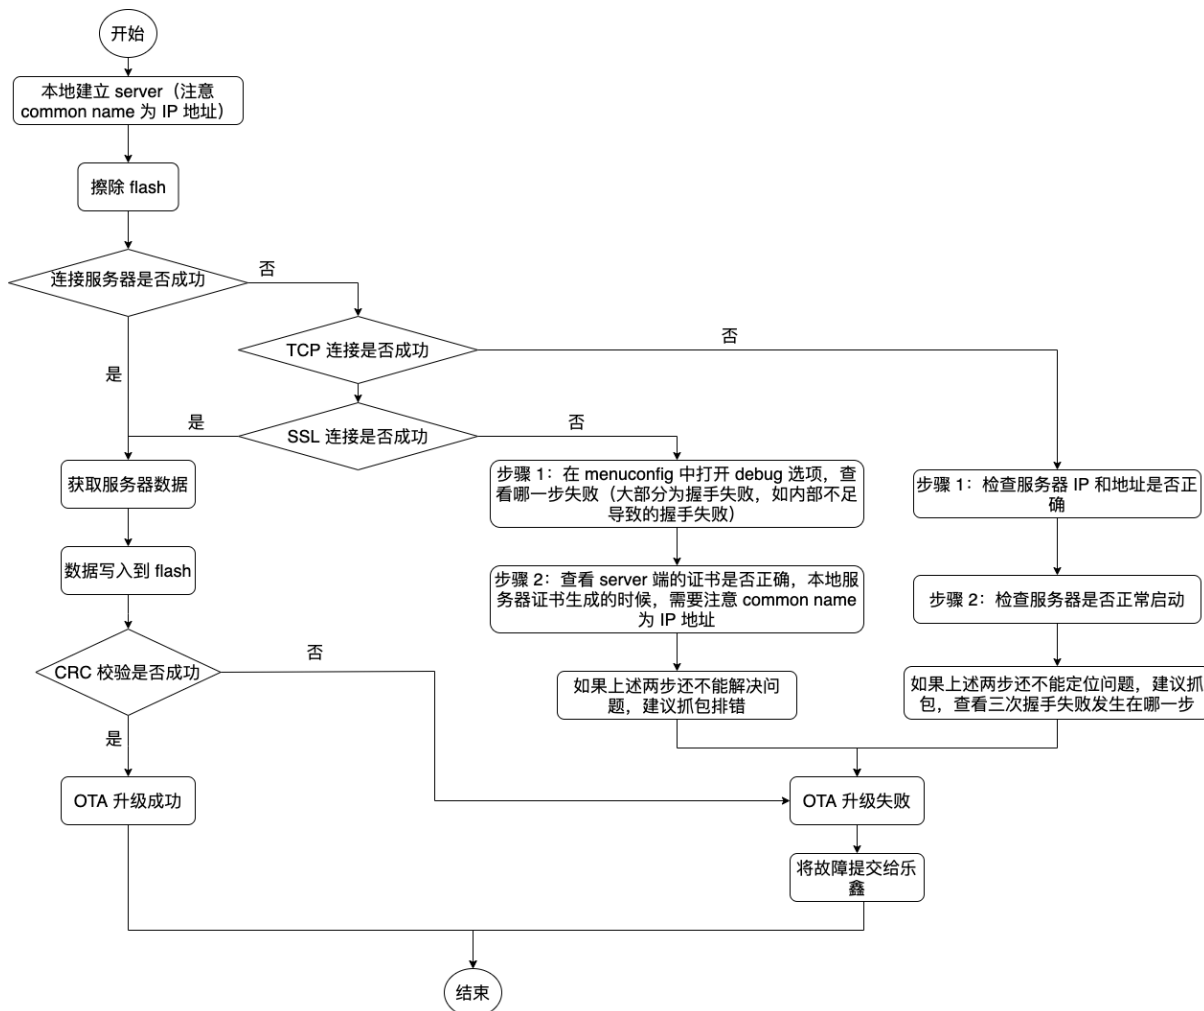 开始
本地建立 server（注意
common name 为 IP 地址）
擦除 flash
连接服务器是否成功
否
TCP 连接是否成功
否
是
是
SSL 连接是否成功
否
获取服务器数据
步骤 1：在 menuconfig 中打开 debug 选项，查
看哪一步失败（大部分为握手失败，如内部不足
导致的握手失败）
步骤 1：检查服务器 IP 和地址是否正
确
数据写入到 flash
步骤 2：查看 server 端的证书是否正确，本地服
务器证书生成的时候，需要注意 common name
为 IP 地址
步骤 2：检查服务器是否正常启动
CRC 校验是否成功
否
如果上述两步还不能解决问
题，建议抓包排错
如果上述两步还不能定位问题，建议抓
包，查看三次握手失败发生在哪一步
是
OTA 升级成功
OTA 升级失败
将故障提交给乐
鑫
结束